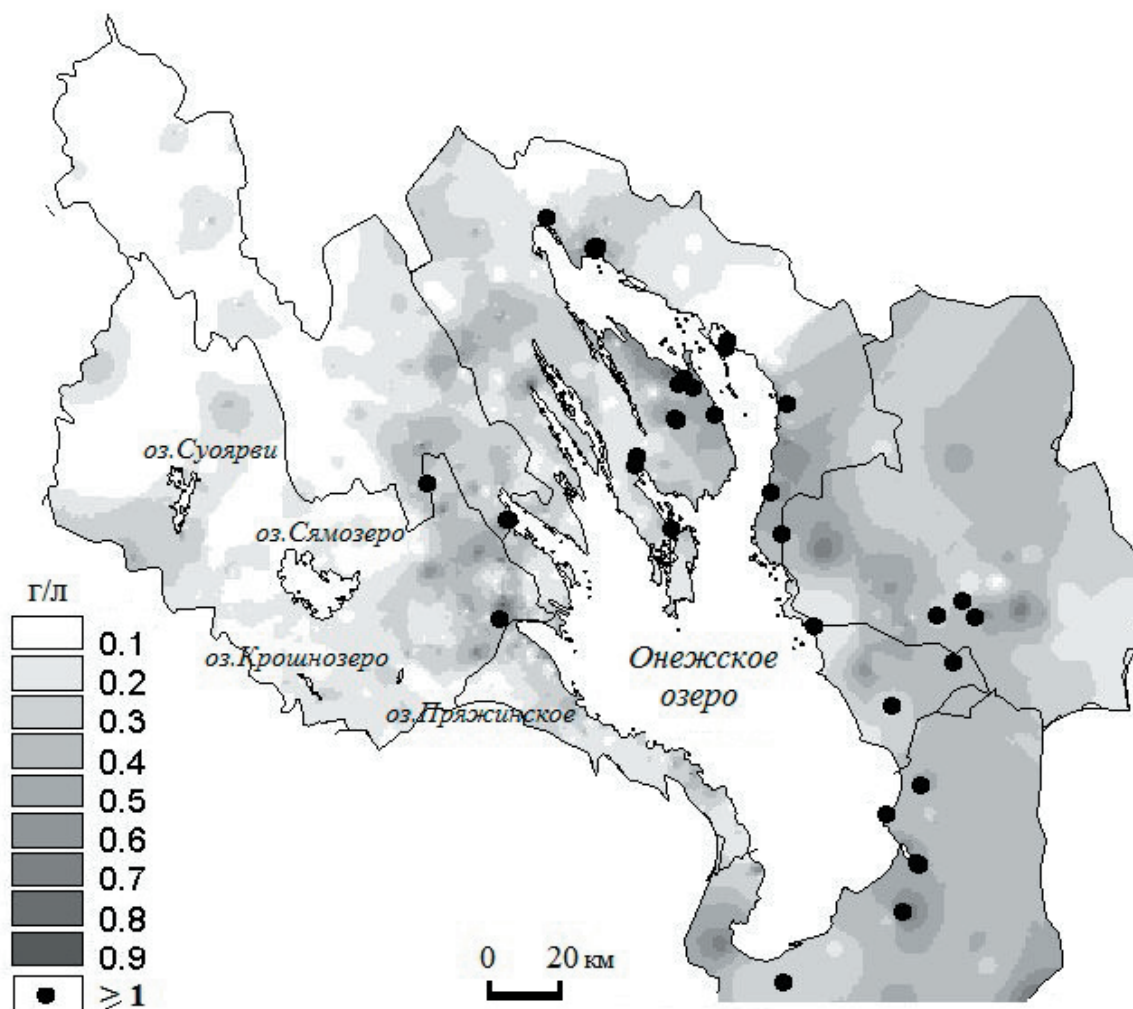 оз.Суоярви
оз.Сямозеро
г/л
0.1
0.2
0.3
0.4
0.5
0.6
0.7
0.8
0.9
≥ 1
оз.Крошнозеро
оз.Пряжинское
Онежское
озеро
0 20 км